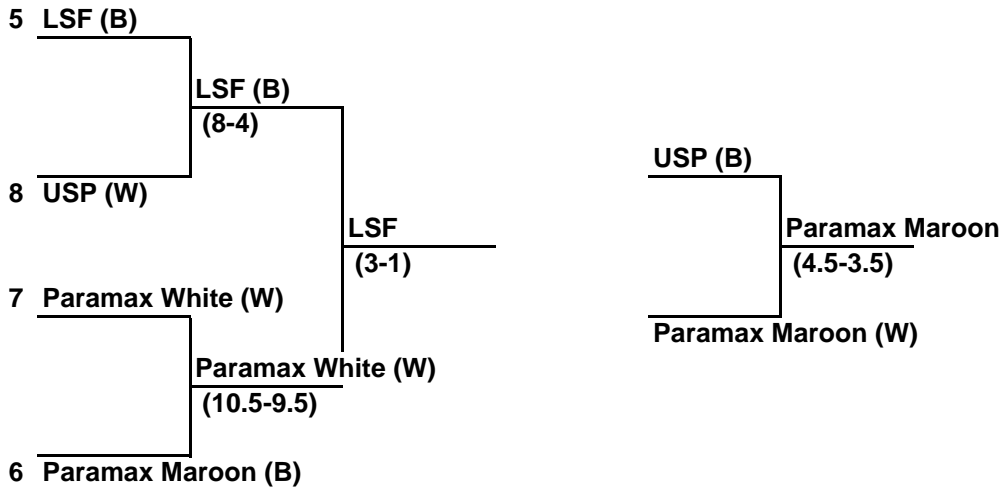 5 LSF (B)
LSF (B)
(8-4)
8 USP (W)
LSF
(3-1)
7 Paramax White (W)
Paramax White (W)
(10.5-9.5)
6 Paramax Maroon (B)
USP (B)
Paramax Maroon
(4.5-3.5)
Paramax Maroon (W)